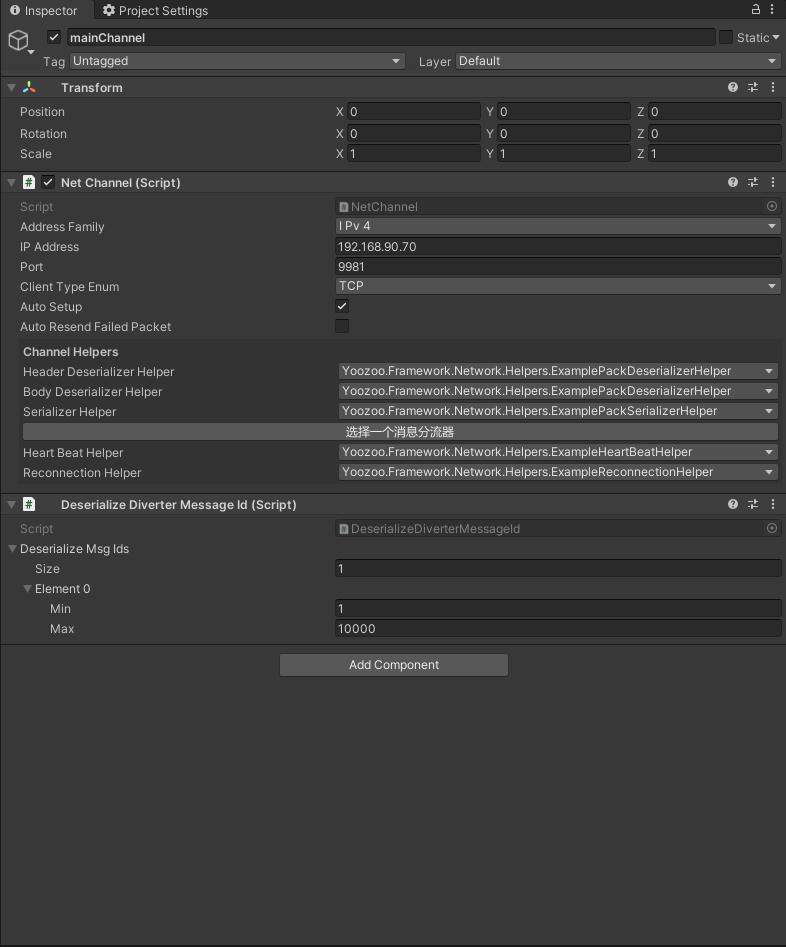 Inspector Project Settings
mainChannel Static
Tag Untagged Layer Default
Transform
Position X 0 Y 0 Z 0
Rotation X 0 Y 0 Z 0
Scale X 1 Y 1 Z 1
# Net Channel (Script)
Script NetChannel
Address Family I Pv 4
IP Address 192.168.90.70
Port 9981
Client Type Enum TCP
Auto Setup
Auto Resend Failed Packet
Channel Helpers
Header Deserializer Helper Yoozoo.Framework.Network.Helpers.ExamplePackDeserializerHelper
Body Deserializer Helper Yoozoo.Framework.Network.Helpers.ExamplePackDeserializerHelper
Serializer Helper Yoozoo.Framework.Network.Helpers.ExamplePackSerializerHelper
选择一个消息分流器
Heart Beat Helper Yoozoo.Framework.Network.Helpers.ExampleHeartBeatHelper
Reconnection Helper Yoozoo.Framework.Network.Helpers.ExampleReconnectionHelper
# Deserialize Diverter Message Id (Script)
Script DeserializeDiverterMessageId
Deserialize Msg Ids
Size 1
Element 0
Min 1
Max 10000
Add Component